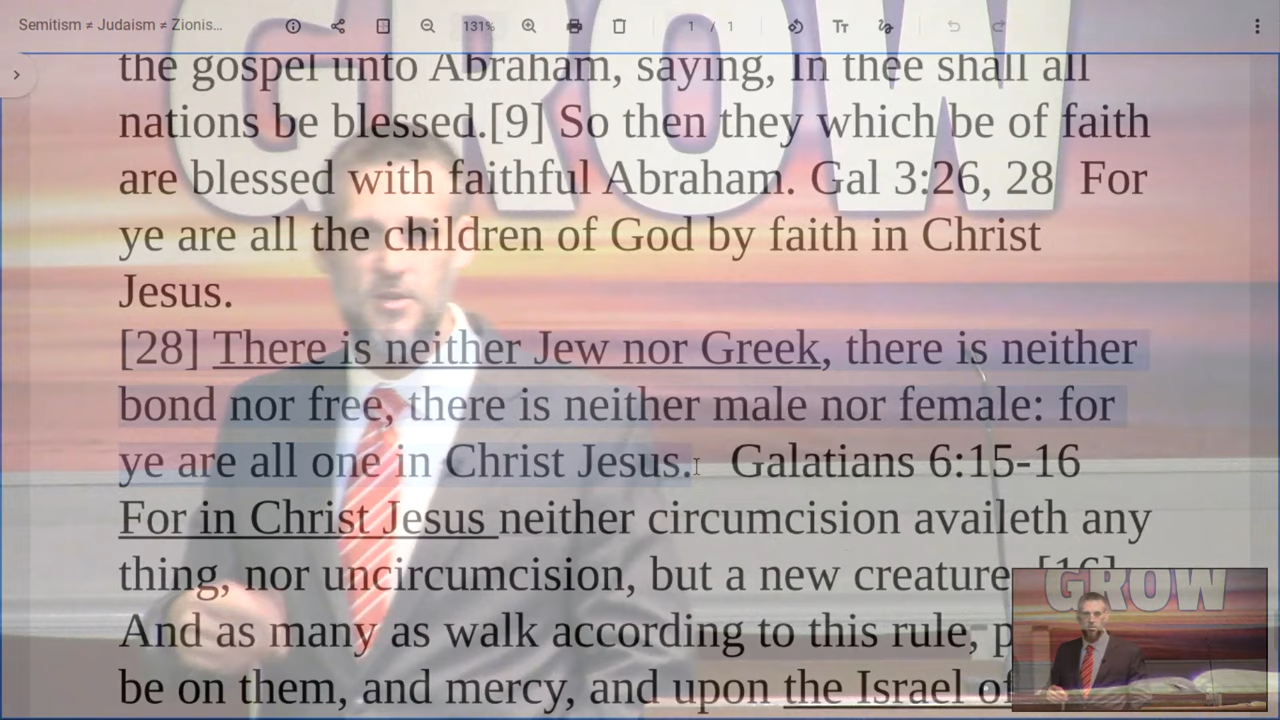 Semitism ≠ Judaism ≠ Zionis...
131%
1 / 1
GROW
the gospel unto Abraham, saying, In thee shall all
nations be blessed.[9] So then they which be of faith
are blessed with faithful Abraham. Gal 3:26, 28 For
ye are all the children of God by faith in Christ
Jesus.
[28] There is neither Jew nor Greek, there is neither
bond nor free, there is neither male nor female: for
ye are all one in Christ Jesus. Galatians 6:15-16
For in Christ Jesus neither circumcision availeth any
thing, nor uncircumcision, but a new creature. [16]
And as many as walk according to this rule, p
be on them, and mercy, and upon the Israel of
GROW